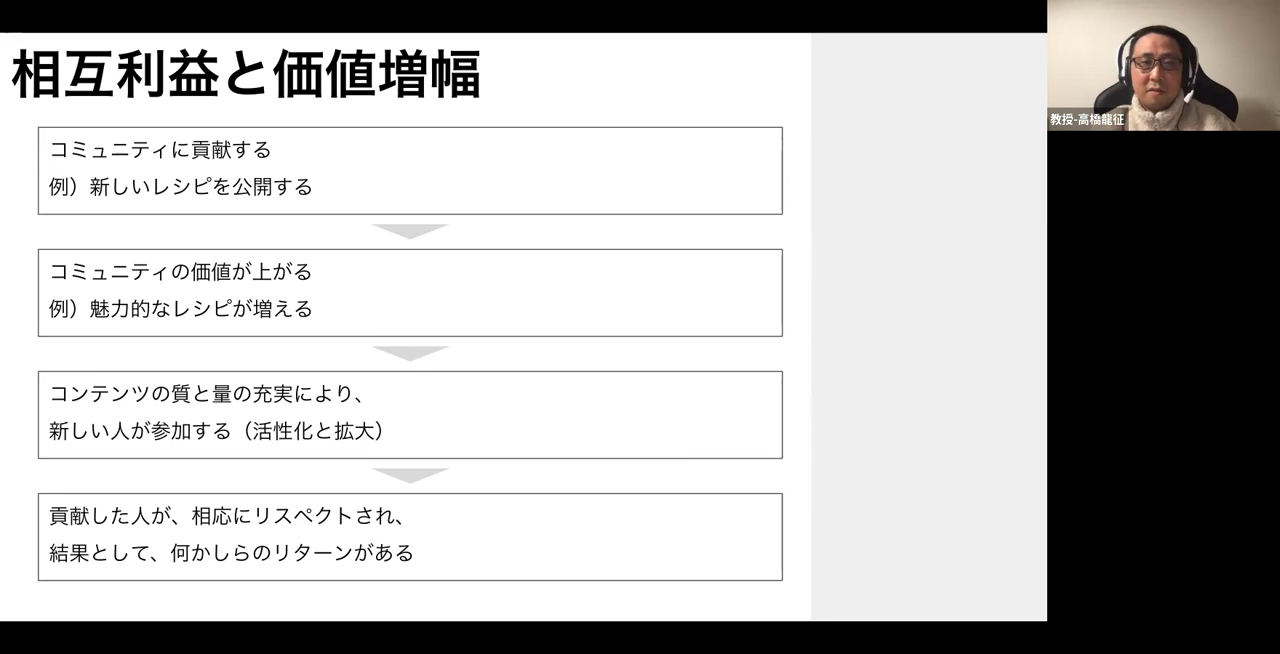 相互利益と価値増幅
コミュニティに貢献する
例）新しいレシピを公開する
コミュニティの価値が上がる
例）魅力的なレシピが増える
コンテンツの質と量の充実により、
新しい人が参加する（活性化と拡大）
貢献した人が、相応にリスペクトされ、
結果として、何かしらのリターンがある
教授-高橋龍征